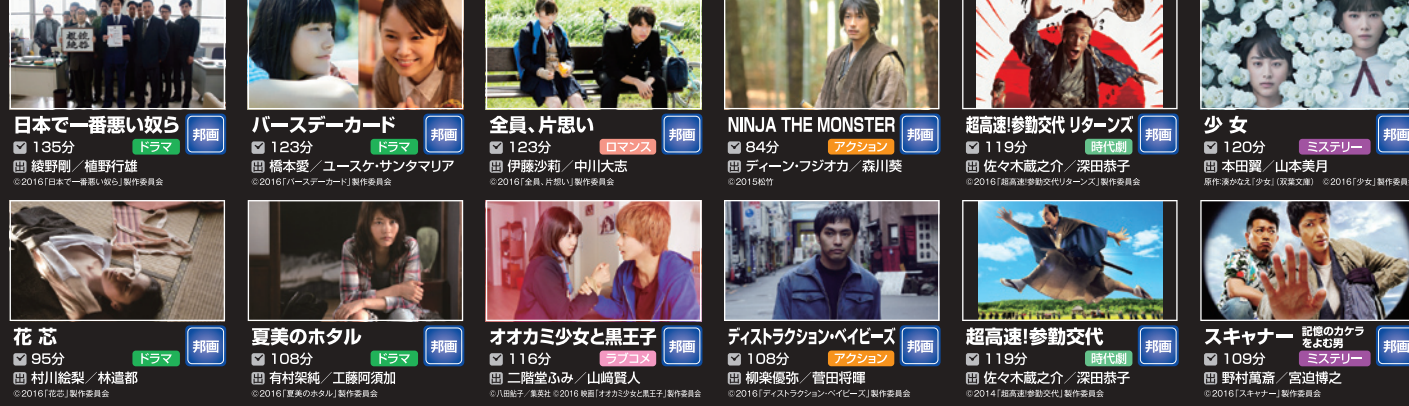 日本で一番悪い奴ら 邦画
135分 ドラマ
綾野剛／植野行雄
©2016「日本で一番悪い奴ら」製作委員会
バースデーカード 邦画
123分 ドラマ
橋本愛／ユースケ・サンタマリア
©2016「バースデーカード」製作委員会
全員、片思い 邦画
123分 ロマンス
伊藤沙莉／中川大志
©2016「全員、片想い」製作委員会
NINJA THE MONSTER 邦画
84分 アクション
ディーン・フジオカ／森川葵
©2015松竹
超高速!参勤交代 リターンズ 邦画
119分 時代劇
佐々木蔵之介／深田恭子
©2016「超高速!参勤交代リターンズ」製作委員会
少女 邦画
120分 ミステリー
本田翼／山本美月
原作:湊かなえ「少女」(双葉文庫) ©2016「少女」製作委員
花芯 邦画
95分 ドラマ
村川絵梨／林遣都
©2016「花芯」製作委員会
夏美のホタル 邦画
108分 ドラマ
有村架純／工藤阿須加
©2016「夏美のホタル」製作委員会
オオカミ少女と黒王子 邦画
116分 ラブコメ
二階堂ふみ／山﨑賢人
©八田鮎子／集英社 ©2016 映画「オオカミ少女と黒王子」製作委員会
ディストラクション・ベイビーズ 邦画
108分 アクション
柳楽優弥／菅田将暉
©2016「ディストラクション・ベイビーズ」製作委員会
超高速!参勤交代 邦画
119分 時代劇
佐々木蔵之介／深田恭子
©2014「超高速!参勤交代」製作委員会
スキャナー 記憶のカケラ
をよむ男 邦画
109分 ミステリー
野村萬斎／宮迫博之
©2016「スキャナー」製作委員会